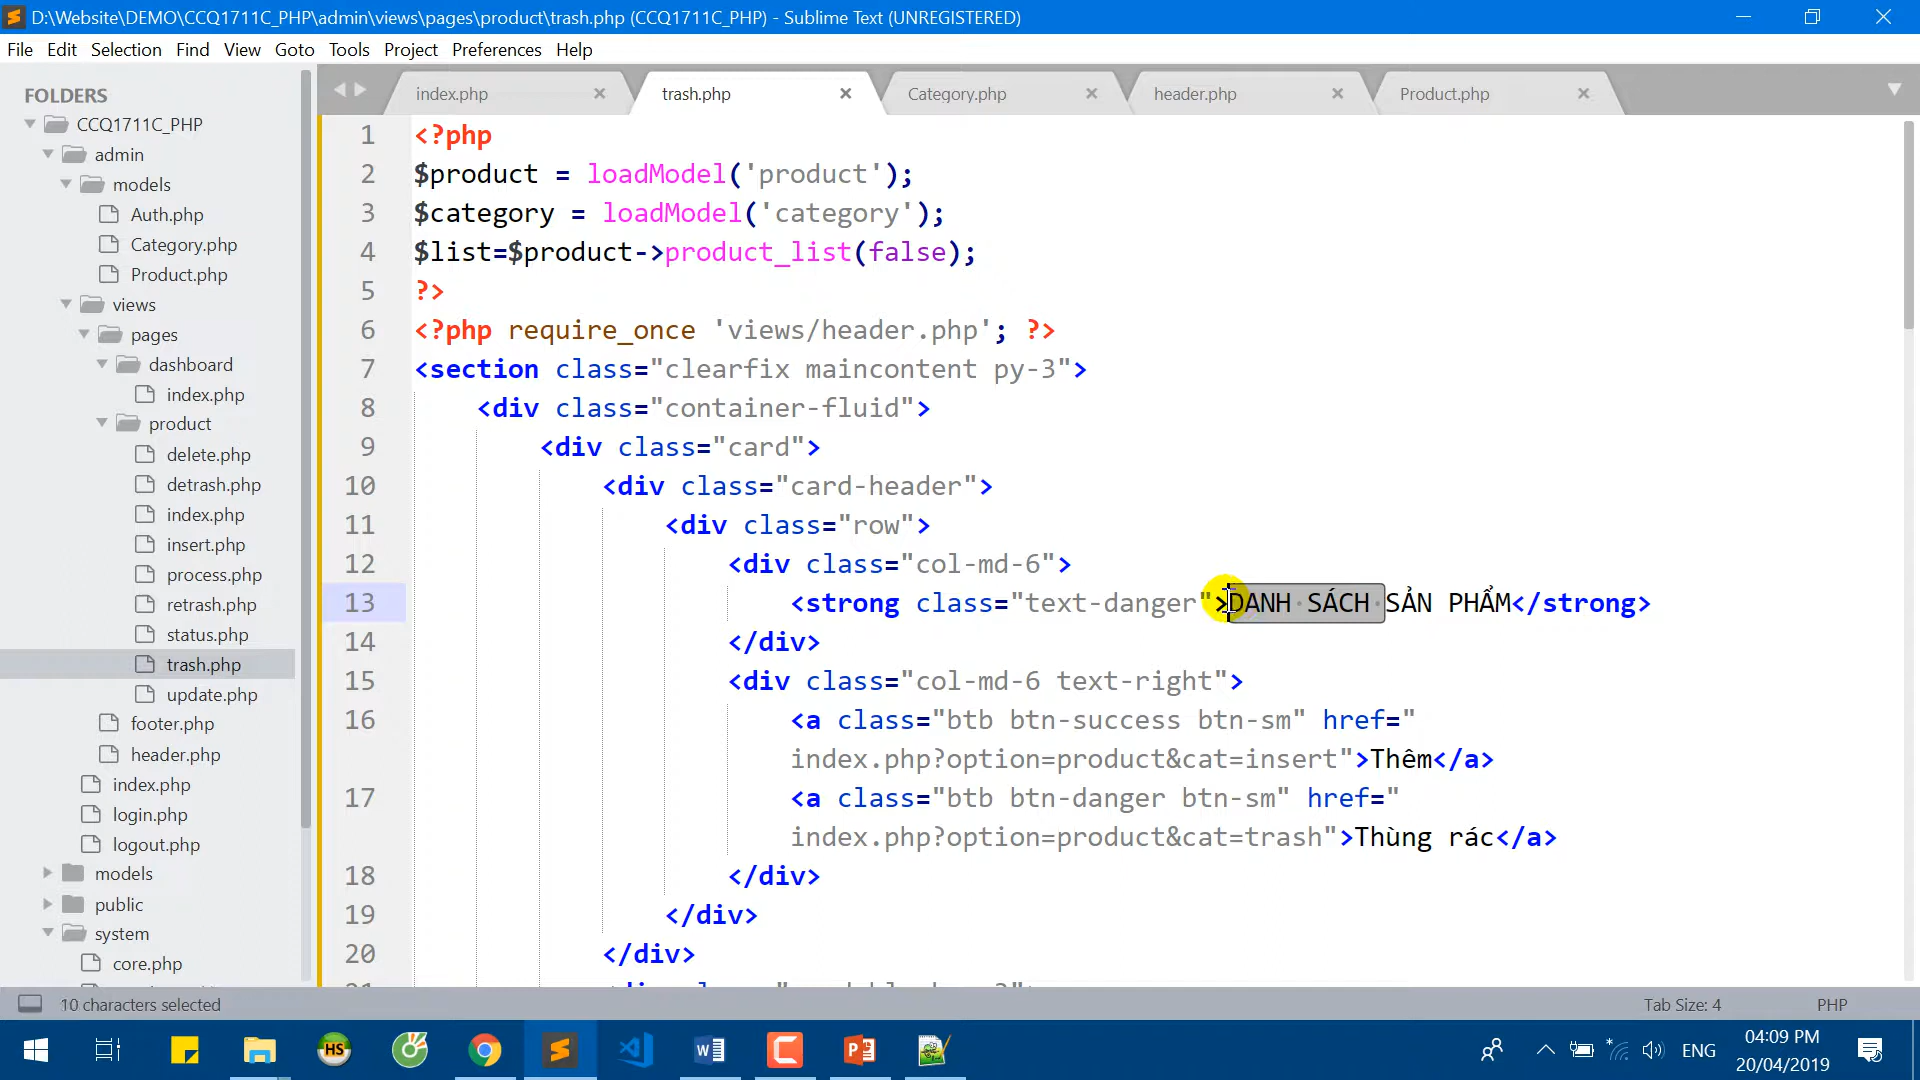 D:\Website\DEMO\CCQ1711C_PHP\admin\views\pages\product\trash.php (CCQ1711C_PHP) - Sublime Text (UNREGISTERED)
File Edit Selection Find View Goto Tools Project Preferences Help
FOLDERS
CCQ1711C_PHP
admin
models
Auth.php
Category.php
Product.php
views
pages
dashboard
index.php
product
delete.php
detrash.php
index.php
insert.php
process.php
retrash.php
status.php
trash.php
update.php
footer.php
header.php
index.php
login.php
logout.php
models
public
system
core.php
index.php trash.php Category.php header.php Product.php
1 <?php
2 $product = loadModel('product');
3 $category = loadModel('category');
4 $list=$product->product_list(false);
5 ?>
6 <?php require_once 'views/header.php'; ?>
7 <section class="clearfix maincontent py-3">
8 <div class="container-fluid">
9 <div class="card">
10 <div class="card-header">
11 <div class="row">
12 <div class="col-md-6">
13 <strong class="text-danger">DANH SÁCH SẢN PHẨM</strong>
14 </div>
15 <div class="col-md-6 text-right">
16 <a class="btb btn-success btn-sm" href="
index.php?option=product&cat=insert">Thêm</a>
17 <a class="btb btn-danger btn-sm" href="
index.php?option=product&cat=trash">Thùng rác</a>
18 </div>
19 </div>
20 </div>
10 characters selected
Tab Size: 4 PHP
HS
ENG
04:09 PM
20/04/2019